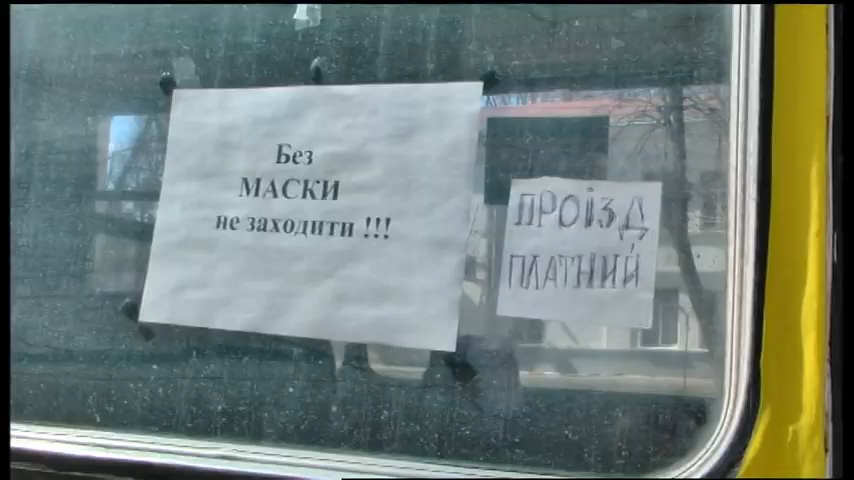 Без
МАСКИ
не заходити !!!
ПРОЇЗД
ПЛАТНИЙ